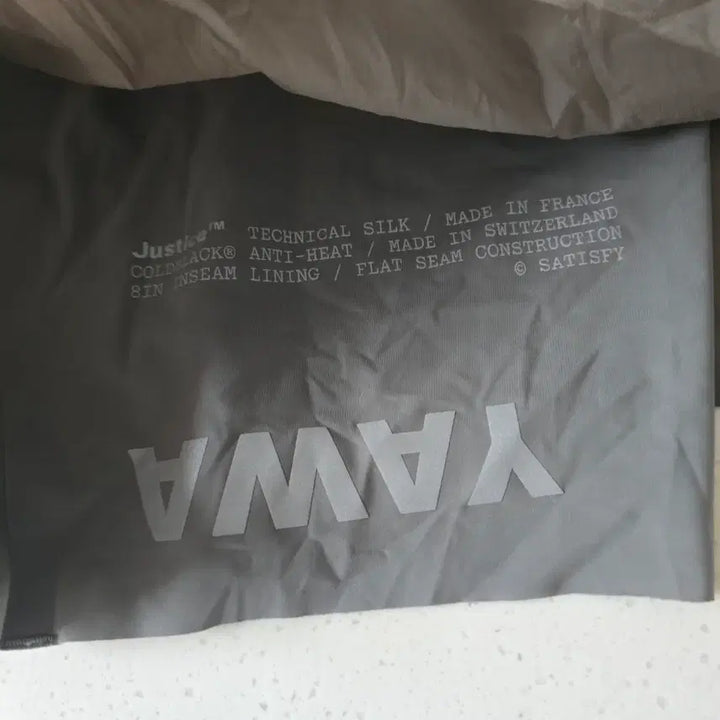 Justice™ TECHNICAL SILK / MADE IN FRANCE
COLDBLACK® ANTI-HEAT / MADE IN SWITZERLAND
8IN INSEAM LINING / FLAT SEAM CONSTRUCTION
© SATISFY
AWAY